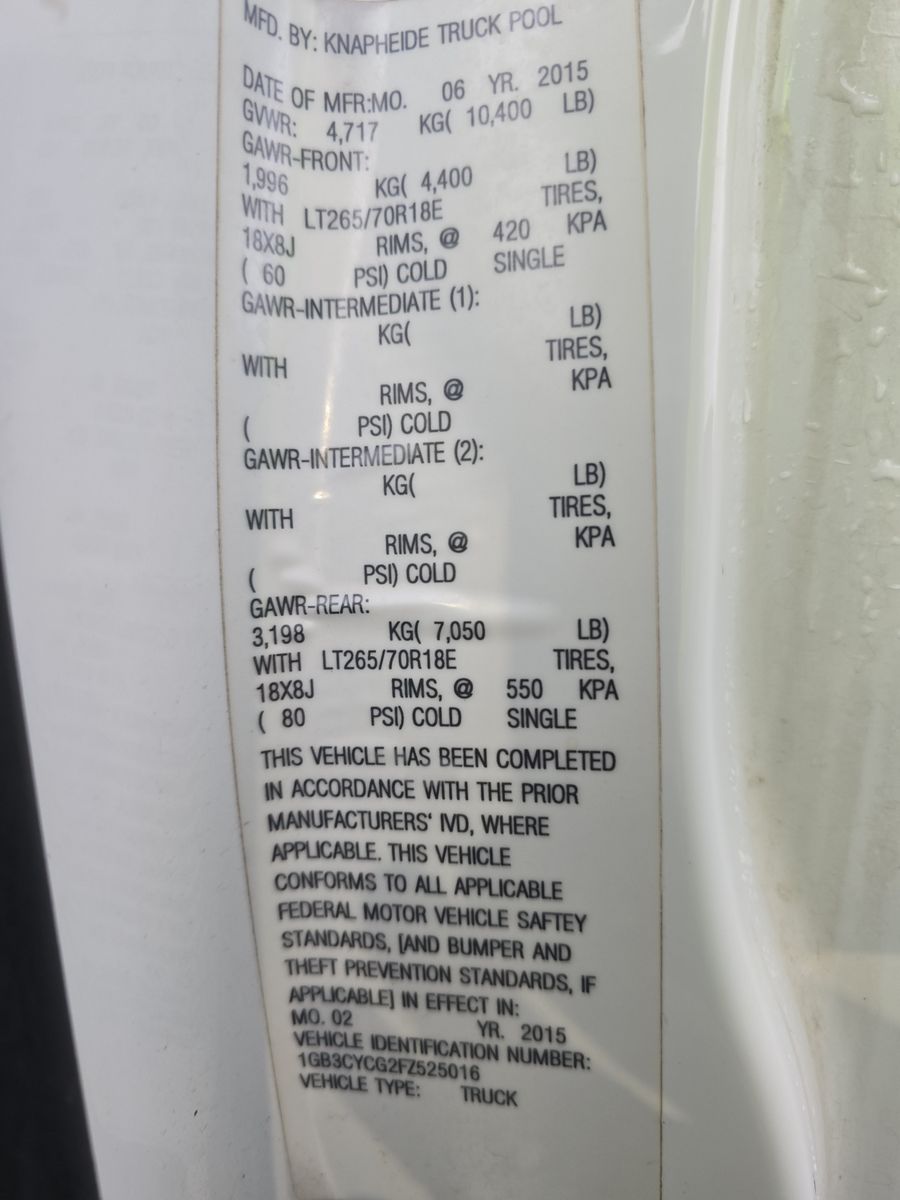 MFD. BY: KNAPHEIDE TRUCK POOL
DATE OF MFR:MO. 06 YR. 2015
GVWR: 4,717 KG( 10,400 LB)
GAWR-FRONT:
1,996 KG( 4,400 LB)
WITH LT265/70R18E TIRES,
18X8J RIMS, @ 420 KPA
( 60 PSI) COLD SINGLE
GAWR-INTERMEDIATE (1):
KG( LB)
WITH TIRES,
RIMS, @ KPA
( PSI) COLD
GAWR-INTERMEDIATE (2):
KG( LB)
WITH TIRES,
RIMS, @ KPA
( PSI) COLD
GAWR-REAR:
3,198 KG( 7,050 LB)
WITH LT265/70R18E TIRES,
18X8J RIMS, @ 550 KPA
( 80 PSI) COLD SINGLE
THIS VEHICLE HAS BEEN COMPLETED
IN ACCORDANCE WITH THE PRIOR
MANUFACTURERS' IVD, WHERE
APPLICABLE. THIS VEHICLE
CONFORMS TO ALL APPLICABLE
FEDERAL MOTOR VEHICLE SAFTEY
STANDARDS, [AND BUMPER AND
THEFT PREVENTION STANDARDS, IF
APPLICABLE] IN EFFECT IN:
MO. 02 YR. 2015
VEHICLE IDENTIFICATION NUMBER:
1GB3CYCG2FZ525016
VEHICLE TYPE: TRUCK